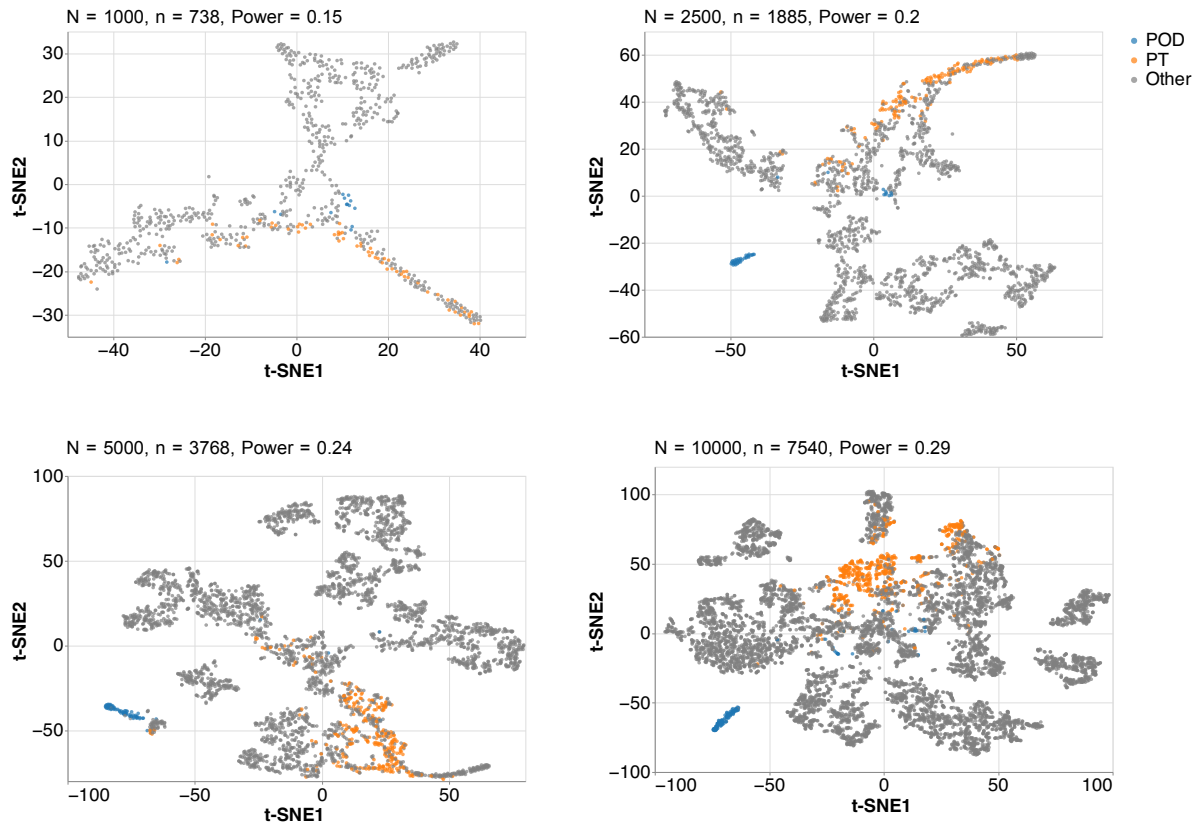 N = 1000, n = 738, Power = 0.15
30
20
10
0
−10
−20
−30
t-SNE2
−40
−20
0
20
40
t-SNE1
N = 2500, n = 1885, Power = 0.2
60
40
20
0
−20
−40
−60
t-SNE2
−50
0
50
t-SNE1
POD
PT
Other
N = 5000, n = 3768, Power = 0.24
100
50
0
−50
t-SNE2
−100
−50
0
50
t-SNE1
N = 10000, n = 7540, Power = 0.29
100
50
0
−50
−100
t-SNE2
−100
−50
0
50
100
t-SNE1